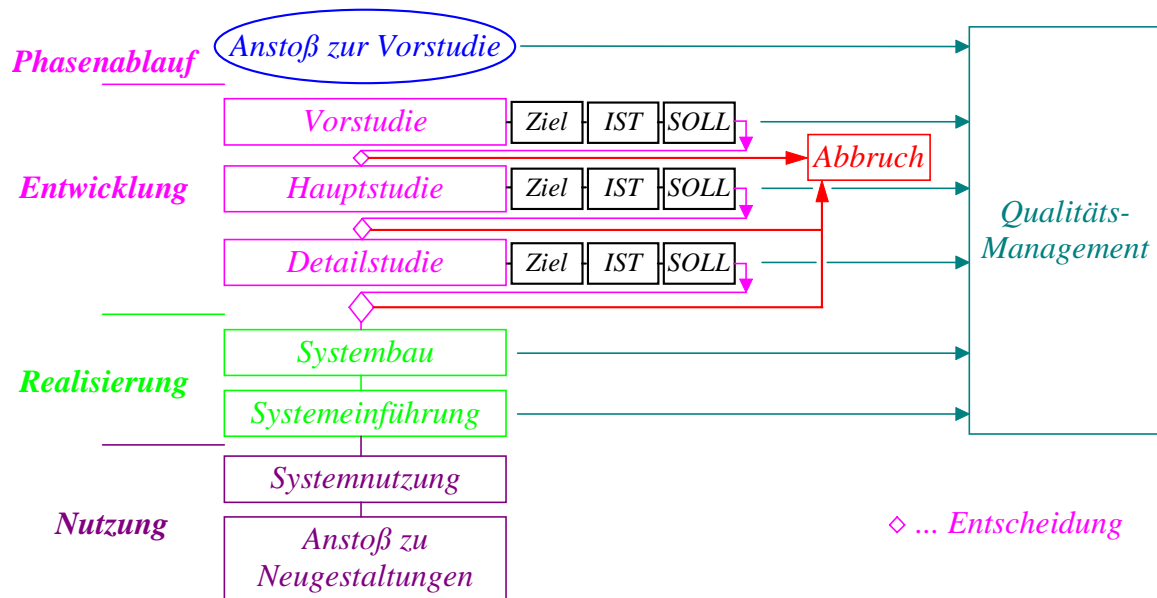 Anstoß zur Vorstudie
Phasenablauf
Vorstudie Ziel IST SOLL
Abbruch
Entwicklung
Hauptstudie Ziel IST SOLL
Qualitäts-
Management
Detailstudie Ziel IST SOLL
Systembau
Realisierung
Systemeinführung
Systemnutzung
Nutzung
Anstoß zu
Neugestaltungen
... Entscheidung